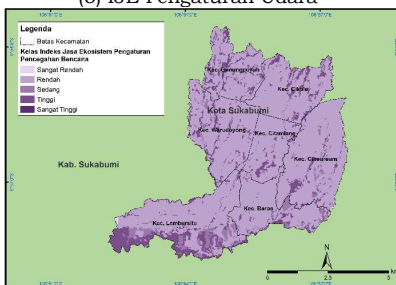 (c) IJE Pengaturan Udara
Legenda
Batas Kecamatan
Kelas Indeks Jasa Ekosistem Pengaturan
Pencegahan Bencana
Sangat Rendah
Rendah
Sedang
Tinggi
Sangat Tinggi
Kec. Gunungpuyuh
Kec. Cikole
Kota Sukabumi
Kec. Warudoyong
Kec. Citamiang
Kab. Sukabumi
Kec. Cibeureum
Kec. Baros
Kec. Lembursitu
N
0 2,5 5